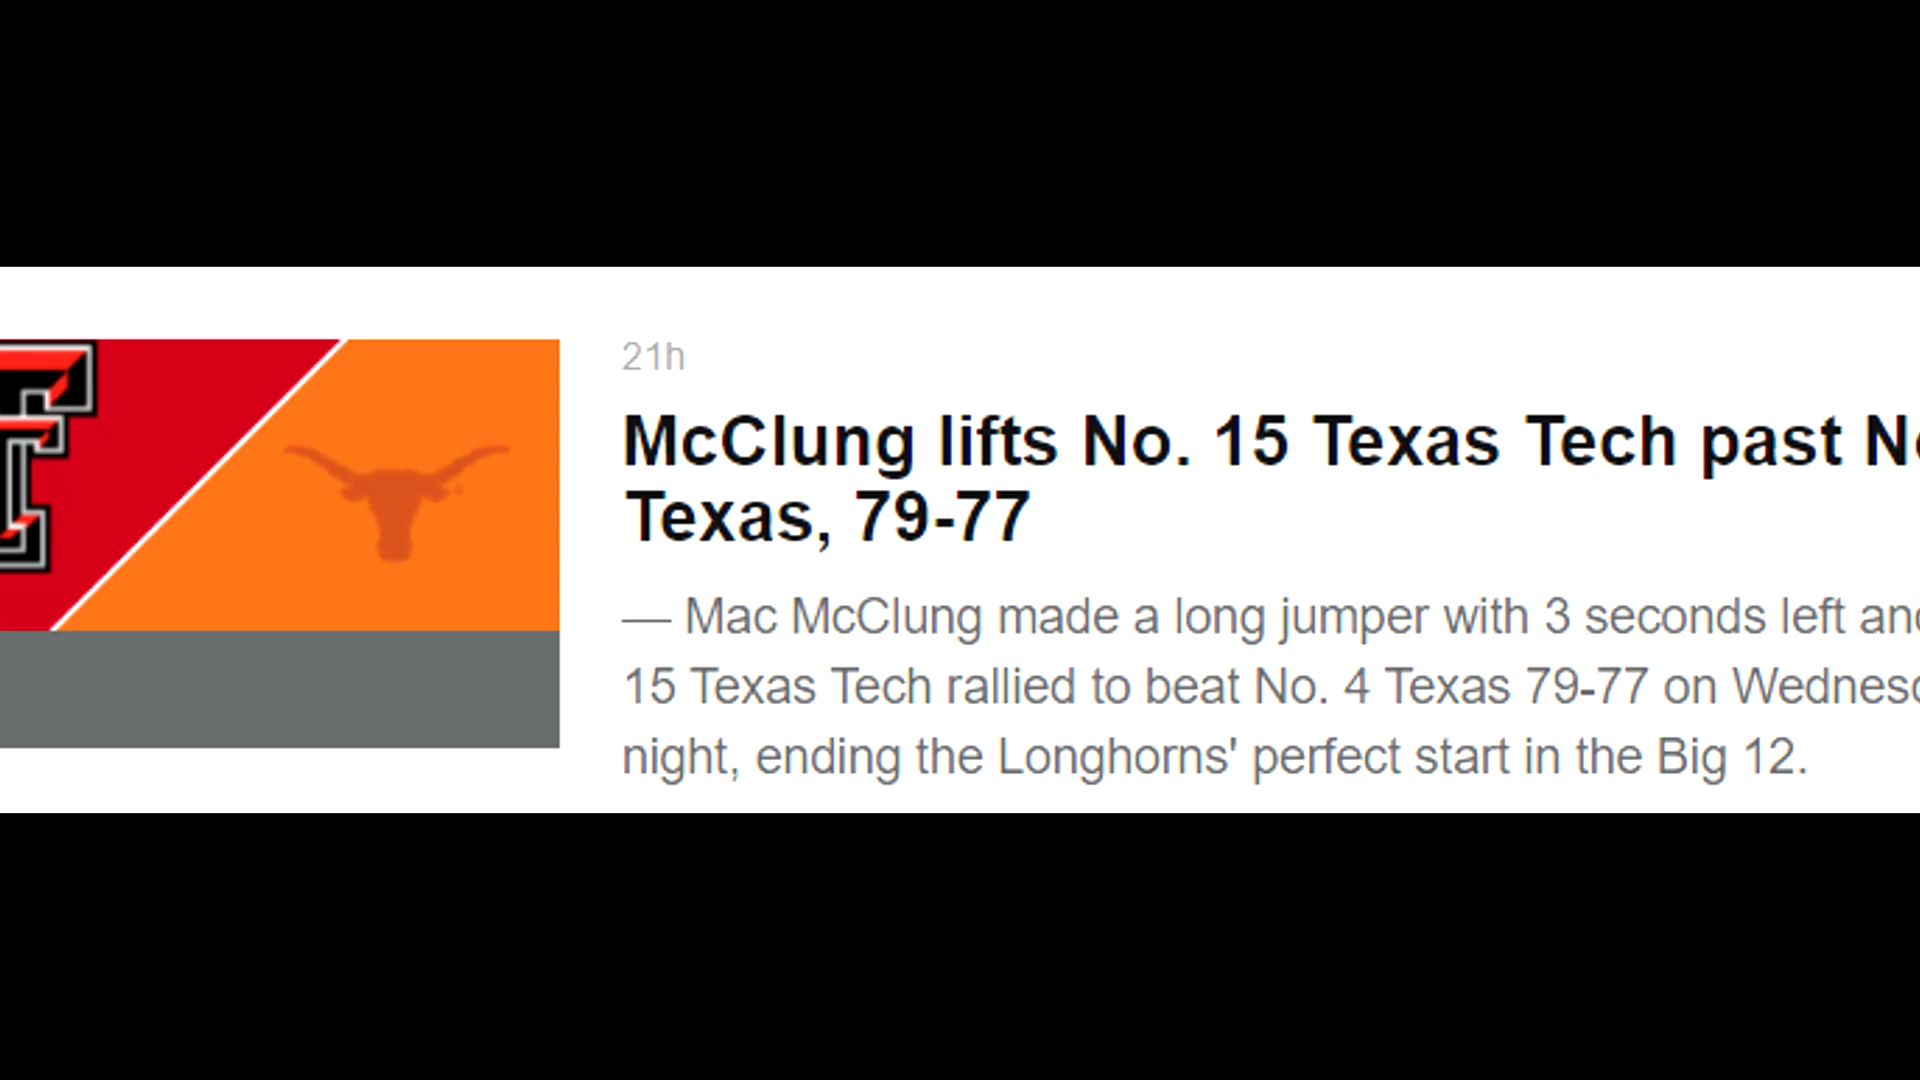 21h
McClung lifts No. 15 Texas Tech past
Texas, 79-77
— Mac McClung made a long jumper with 3 seconds left
15 Texas Tech rallied to beat No. 4 Texas 79-77 on
night, ending the Longhorns' perfect start in the Big 12.